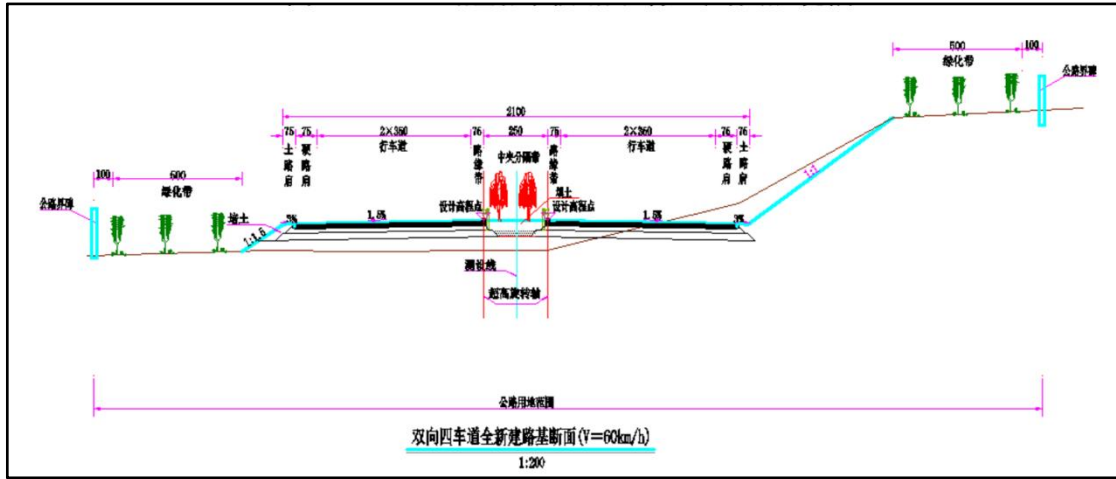 500
100
绿化带
公路界碑
2100
75
75
2×350
75
250
75
2×350
75
75
土路肩
硬路肩
行车道
路缘带
中央分隔带
路缘带
行车道
硬路肩
土路肩
100
500
绿化带
公路界碑
填土
1:1.5
3%
1.5%
设计高程点
填土
设计高程点
1.5%
3%
1:1
测设线
超高旋转轴
公路用地范围
双向四车道全新建路基断面(V=60km/h)
1:200